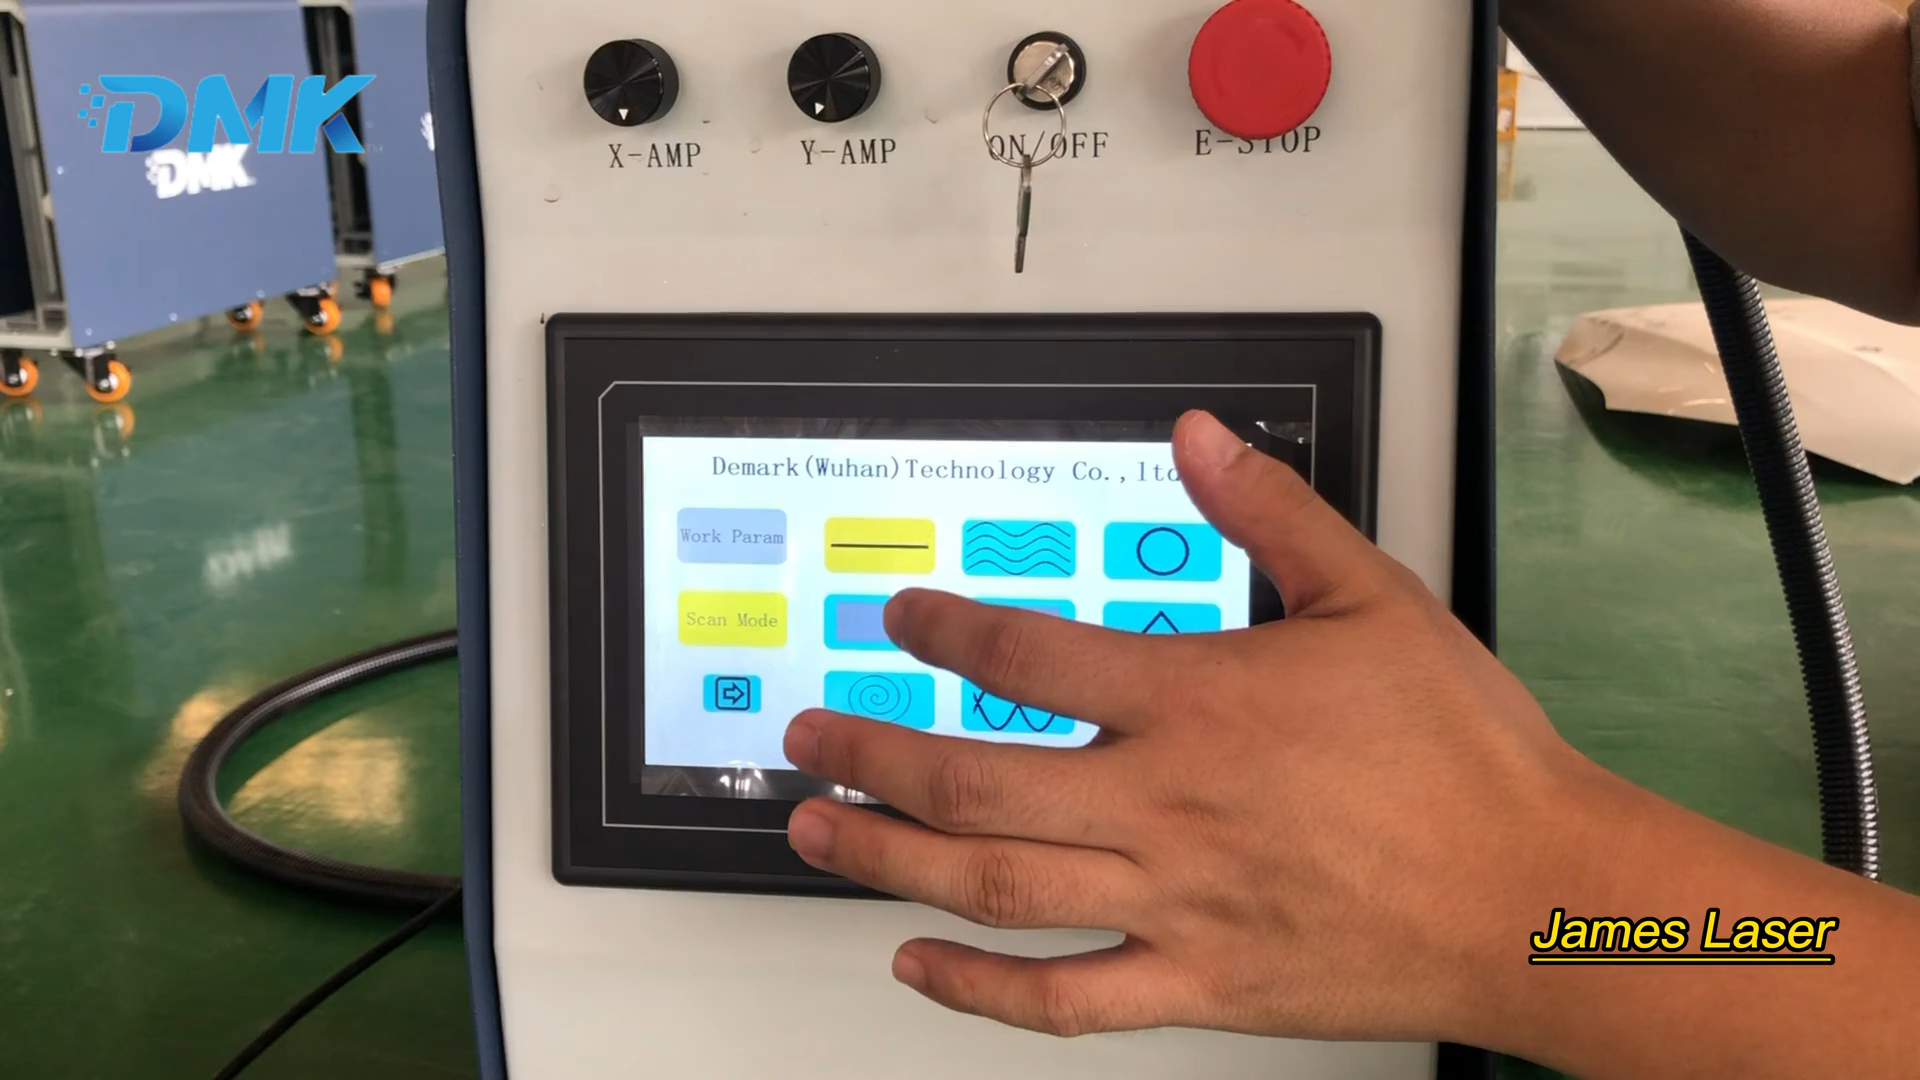 DMK
DMK
X-AMP
Y-AMP
ON/OFF
E-STOP
Demark(Wuhan)Technology Co.,ltd
Work Param
Scan Mode
James Laser